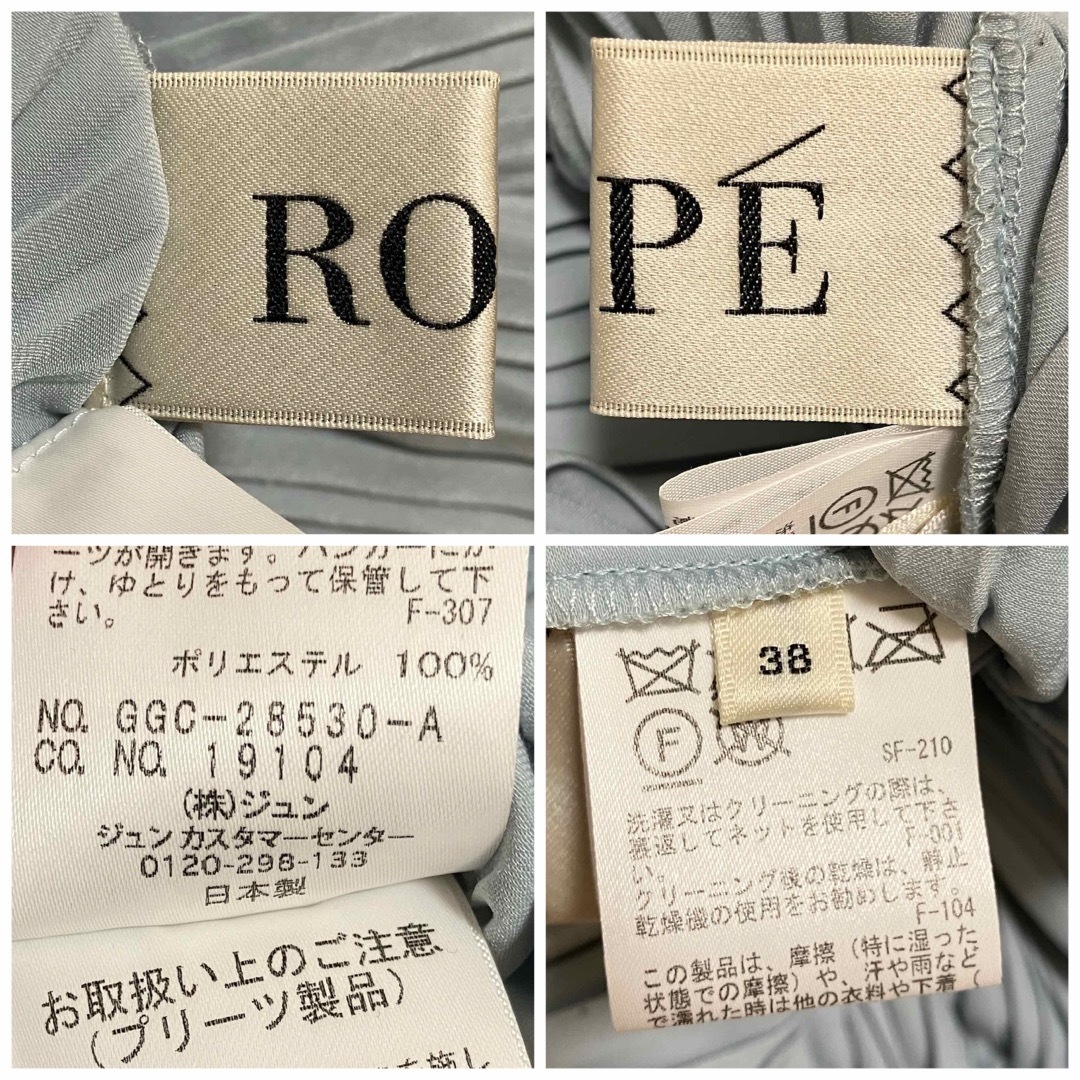 RO
PÉ
ーツが開きます。ハンガーにか
け、ゆとりをもって保管して下
さい。 F-307
ポリエステル 100%
NO. GGC-28530-A
CO. NO. 19104
(株)ジュン
ジュン カスタマーセンター
0120-298-133
日本製
お取扱い上のご注意
(プリーツ製品)
38
F
SF-210
洗濯又はクリーニングの際は、
裏返してネットを使用して下さ
い。 F-001
クリーニング後の乾燥は、静止
乾燥機の使用をお勧めします。
F-104
この製品は、摩擦(特に湿った
状態での摩擦)や、汗や雨など
で濡れた時は他の衣料や下着(